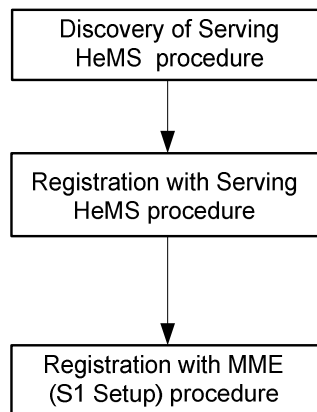 Discovery of Serving
HeMS procedure
Registration with Serving
HeMS procedure
Registration with MME
(S1 Setup) procedure